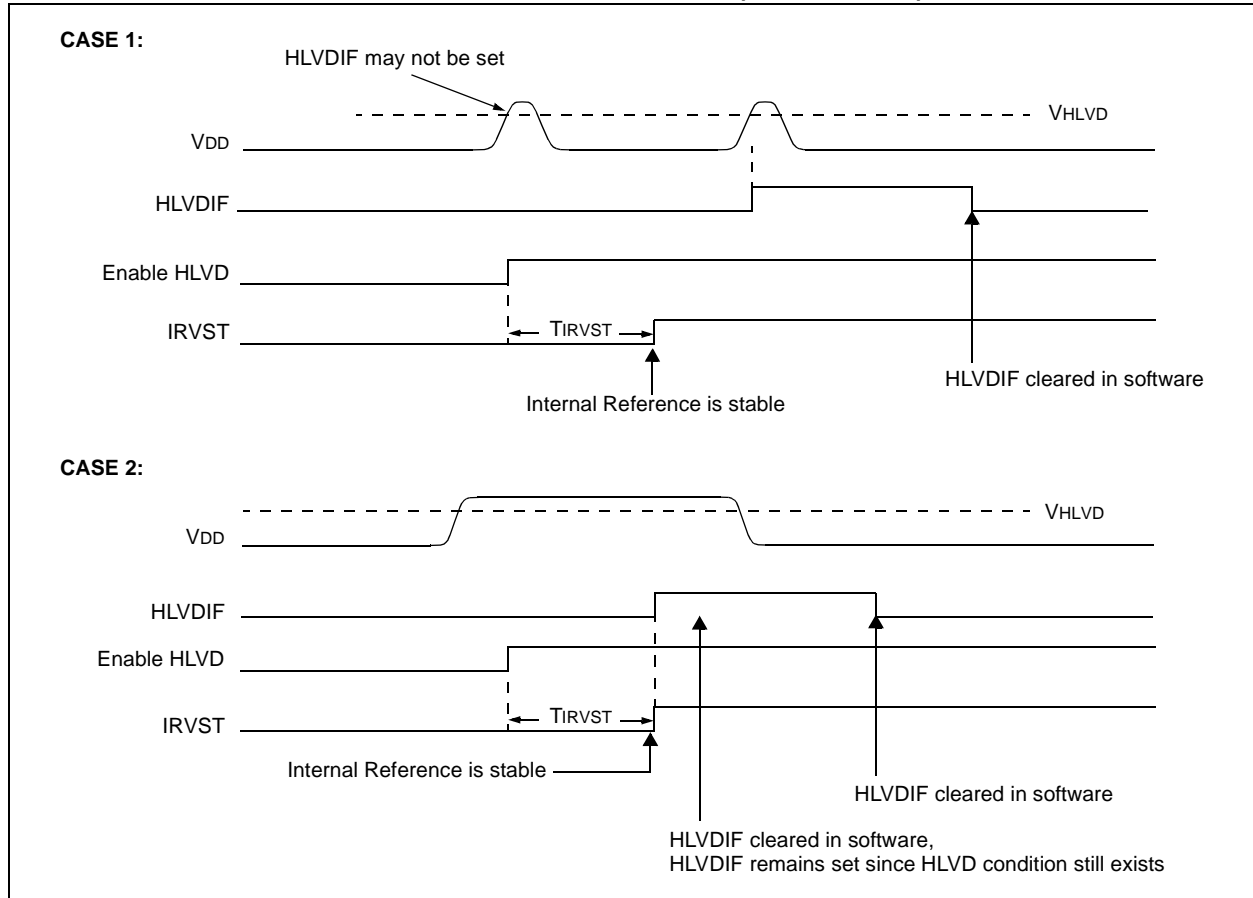 CASE 1:
HLVDIF may not be set
VHLVD
VDD
HLVDIF
Enable HLVD
TIRVST
IRVST
HLVDIF cleared in software
Internal Reference is stable
CASE 2:
VHLVD
VDD
HLVDIF
Enable HLVD
TIRVST
IRVST
Internal Reference is stable
HLVDIF cleared in software
HLVDIF cleared in software,
HLVDIF remains set since HLVD condition still exists